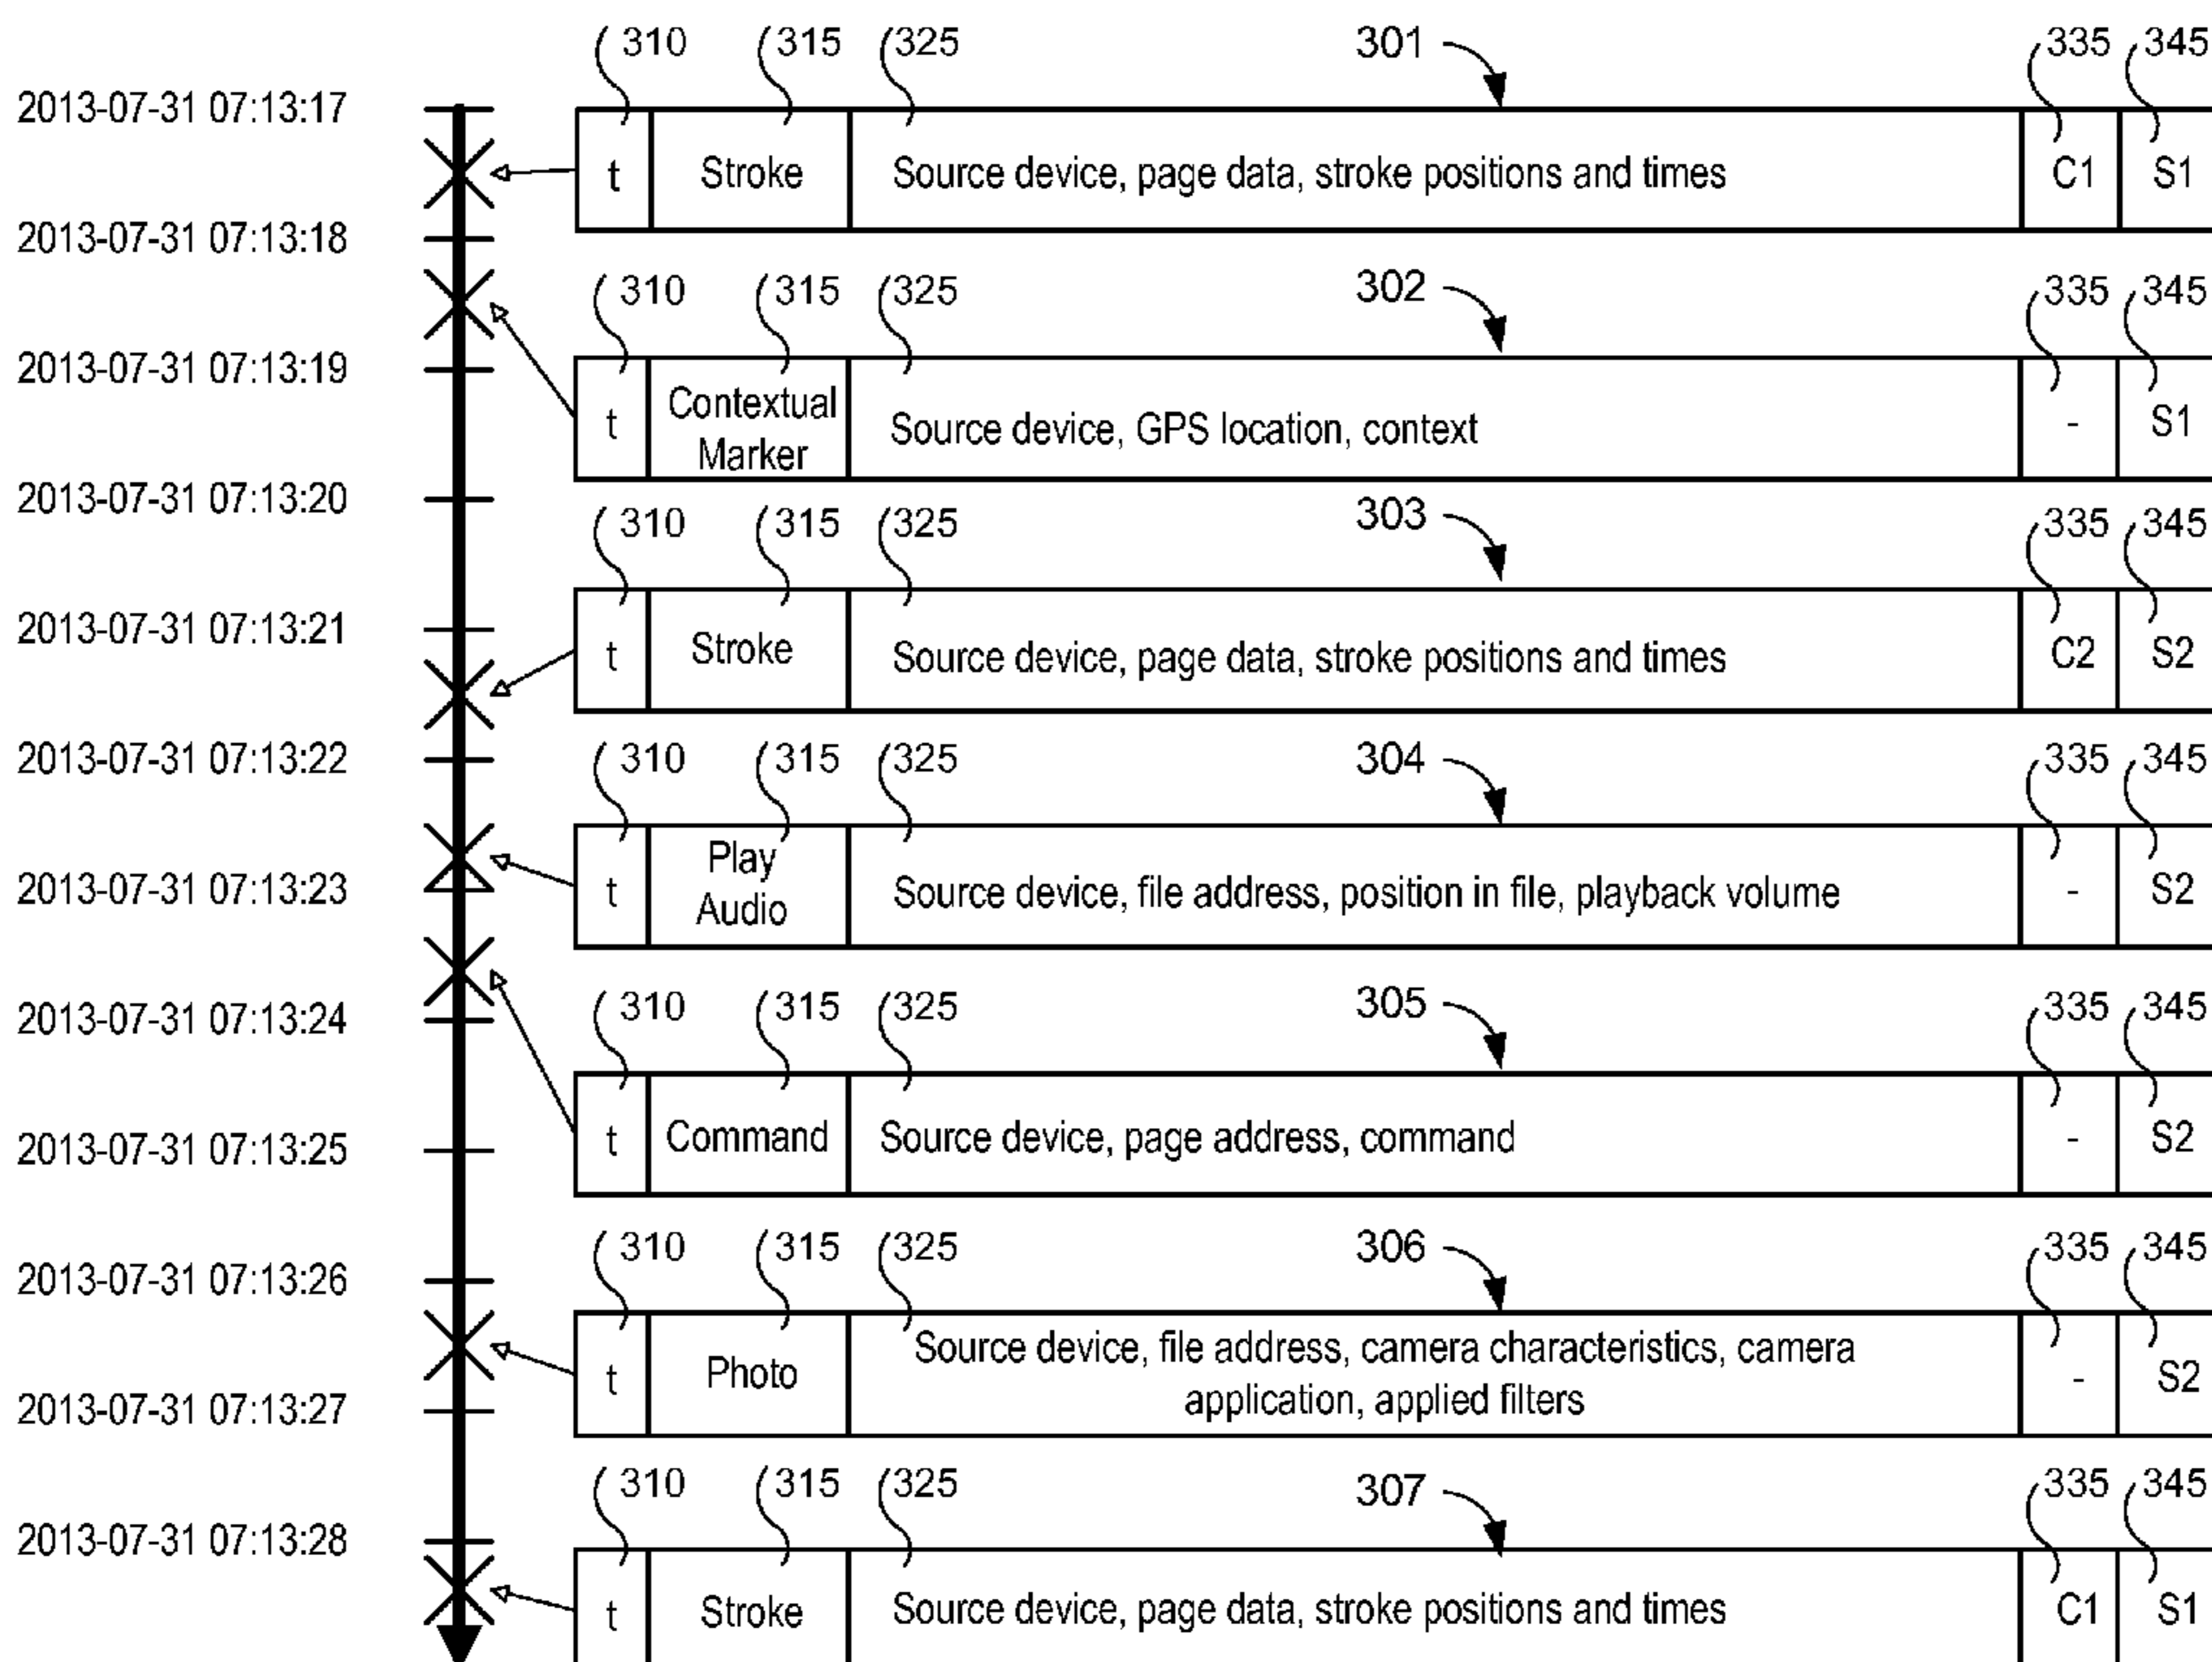 310 315 325 301 335 345
2013-07-31 07:13:17
t Stroke Source device, page data, stroke positions and times C1 S1
2013-07-31 07:13:18
310 315 325 302 335 345
2013-07-31 07:13:19
t Contextual
Marker Source device, GPS location, context - S1
2013-07-31 07:13:20
310 315 325 303 335 345
2013-07-31 07:13:21
t Stroke Source device, page data, stroke positions and times C2 S2
2013-07-31 07:13:22
310 315 325 304 335 345
2013-07-31 07:13:23
t Play
Audio Source device, file address, position in file, playback volume - S2
2013-07-31 07:13:24
310 315 325 305 335 345
2013-07-31 07:13:25
t Command Source device, page address, command - S2
310 315 325 306 335 345
2013-07-31 07:13:26
t Photo Source device, file address, camera characteristics, camera
application, applied filters - S2
2013-07-31 07:13:27
310 315 325 307 335 345
2013-07-31 07:13:28
t Stroke Source device, page data, stroke positions and times C1 S1